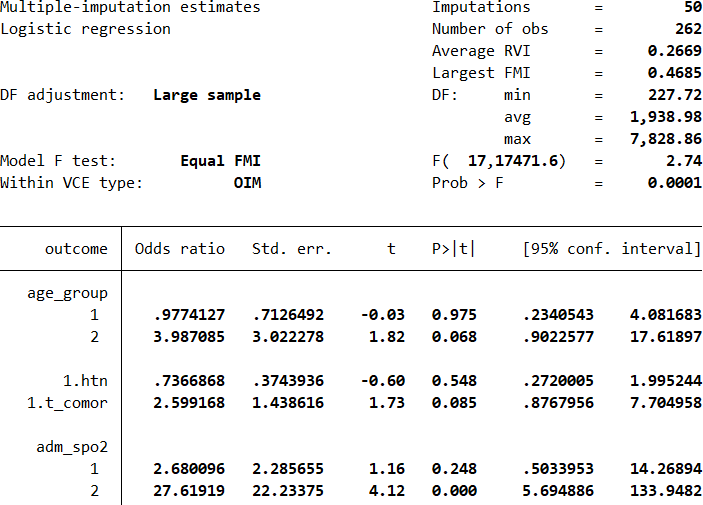 Multiple-imputation estimates Imputations = 50
Logistic regression Number of obs = 262
Average RVI = 0.2669
Largest FMI = 0.4685
DF adjustment: Large sample DF: min = 227.72
avg = 1,938.98
max = 7,828.86
Model F test: Equal FMI F( 17,17471.6) = 2.74
Within VCE type: OIM Prob > F = 0.0001
outcome Odds ratio Std. err. t P>|t| [95% conf. interval]
age_group
1 .9774127 .7126492 -0.03 0.975 .2340543 4.081683
2 3.987085 3.022278 1.82 0.068 .9022577 17.61897
1.htn .7366868 .3743936 -0.60 0.548 .2720005 1.995244
1.t_comor 2.599168 1.438616 1.73 0.085 .8767956 7.704958
adm_spo2
1 2.680096 2.285655 1.16 0.248 .5033953 14.26894
2 27.61919 22.23375 4.12 0.000 5.694886 133.9482